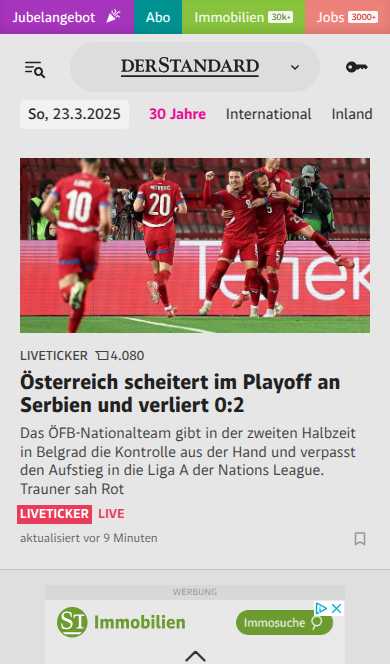 Jubelangebot
Abo
Immobilien 30k+
Jobs 3000+
DERSTANDARD
So, 23.3.2025
30 Jahre
International
Inland
10
20
LIVETICKER 4.080
Österreich scheitert im Playoff an
Serbien und verliert 0:2
Das ÖFB-Nationalteam gibt in der zweiten Halbzeit
in Belgrad die Kontrolle aus der Hand und verpasst
den Aufstieg in die Liga A der Nations League.
Trauner sah Rot
LIVETICKER LIVE
aktualisiert vor 9 Minuten
WERBUNG
ST Immobilien
Immosuche